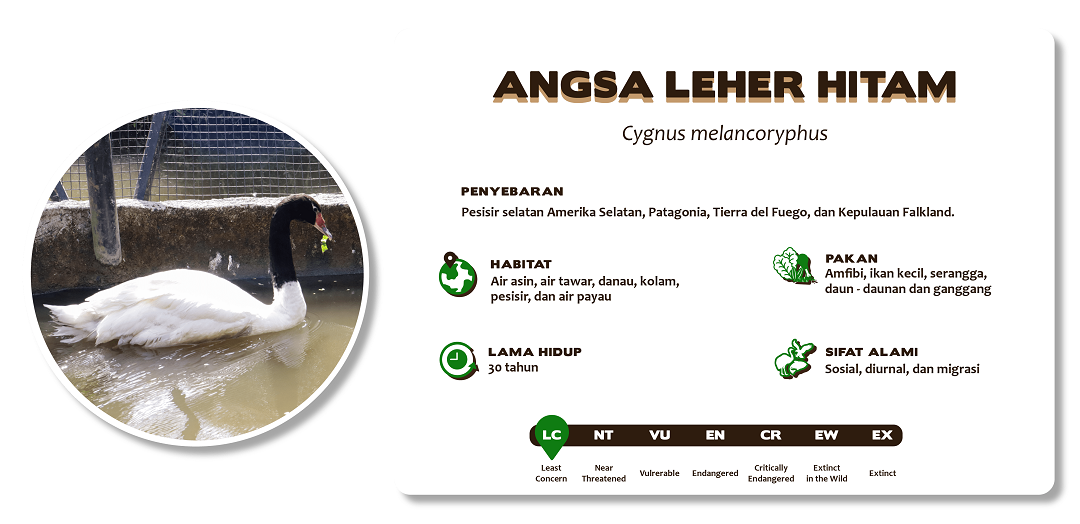 ANGSA LEHER HITAM
Cygnus melancoryphus
PENYEBARAN
Pesisir selatan Amerika Selatan, Patagonia, Tierra del Fuego, dan Kepulauan Falkland.
HABITAT
Air asin, air tawar, danau, kolam,
pesisir, dan air payau
PAKAN
Amfibi, ikan kecil, serangga,
daun - daunan dan ganggang
LAMA HIDUP
30 tahun
SIFAT ALAMI
Sosial, diurnal, dan migrasi
LC NT VU EN CR EW EX
Least Concern
Near Threatened
Vulrerable
Endangered
Critically Endangered
Extinct in the Wild
Extinct